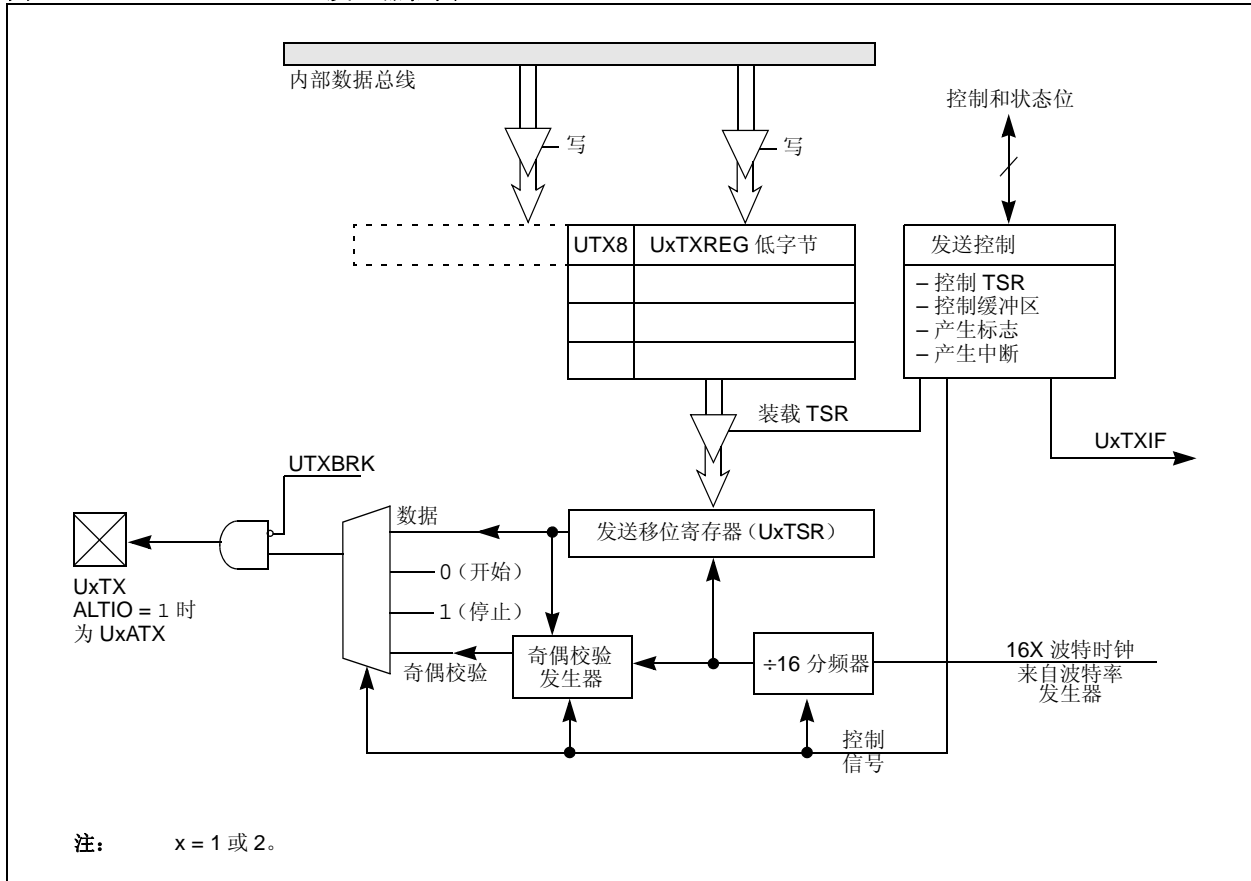 内部数据总线
写
写
控制和状态位
UTX8
UxTXREG 低字节
发送控制
– 控制 TSR
– 控制缓冲区
– 产生标志
– 产生中断
装载 TSR
UxTXIF
UTXBRK
数据
发送移位寄存器（UxTSR）
0（开始）
1（停止）
UxTX
ALTIO = 1 时
为 UxATX
奇偶校验
奇偶校验
发生器
÷16 分频器
16X 波特时钟
来自波特率
发生器
控制
信号
注： x = 1 或 2。